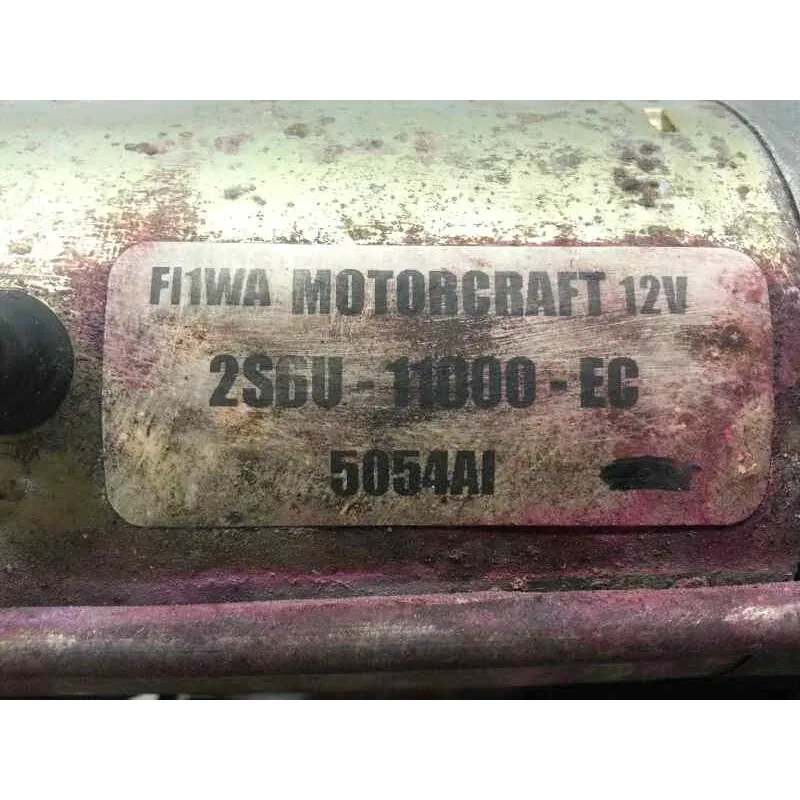 FI1WA MOTORCRAFT 12V
2S6U - 11000 - EC
5054AI